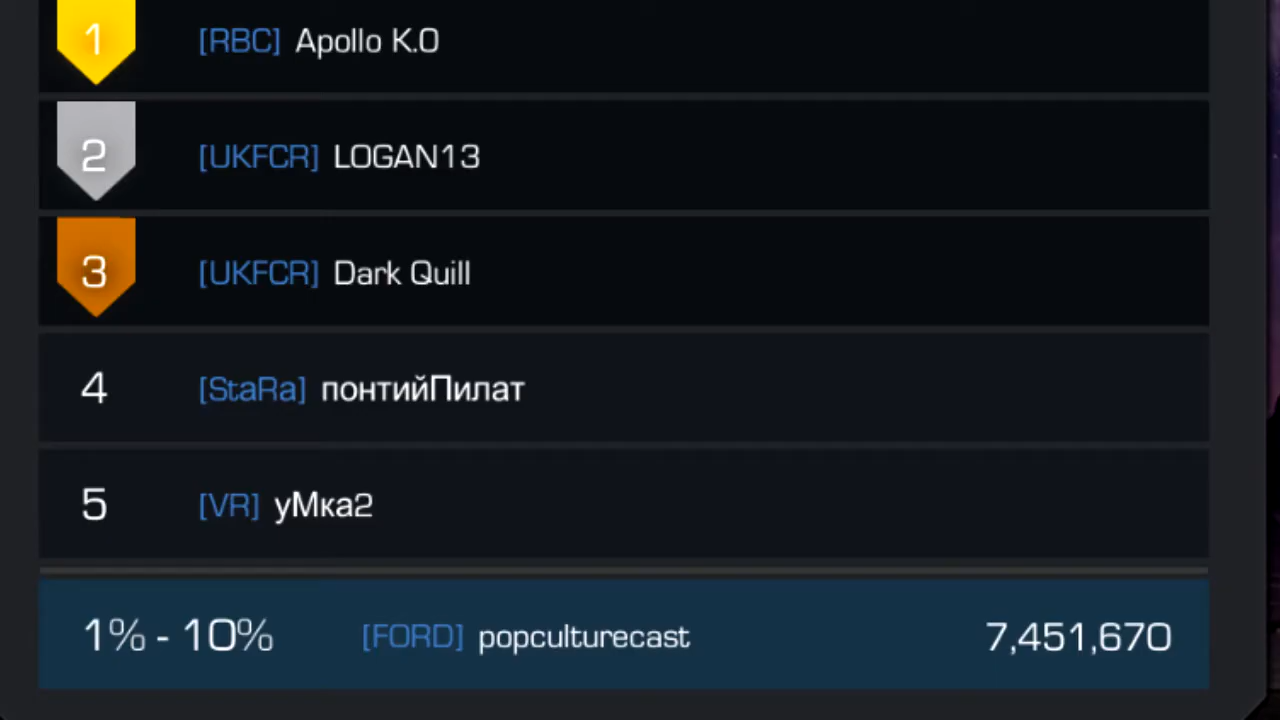 1 [RBC] Apollo K.O
2 [UKFCR] LOGAN13
3 [UKFCR] Dark Quill
4 [StaRa] понтийПилат
5 [VR] уМка2
1% - 10% [FORD] popculturecast 7,451,670